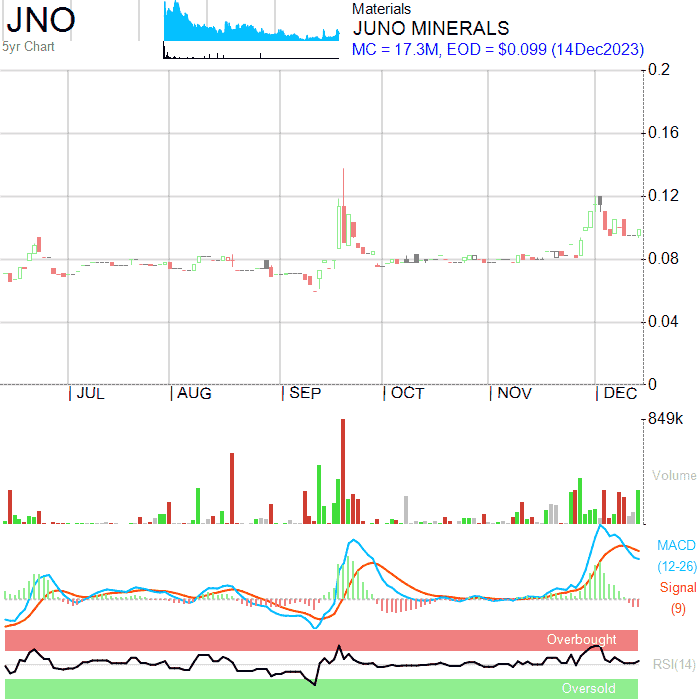 JNO
5yr Chart
Materials
JUNO MINERALS
MC = 17.3M, EOD = $0.099 (14Dec2023)
0.2
0.16
0.12
0.08
0.04
0
JUL AUG SEP OCT NOV DEC
849k
Volume
MACD
(12-26)
Signal
(9)
Overbought
RSI(14)
Oversold